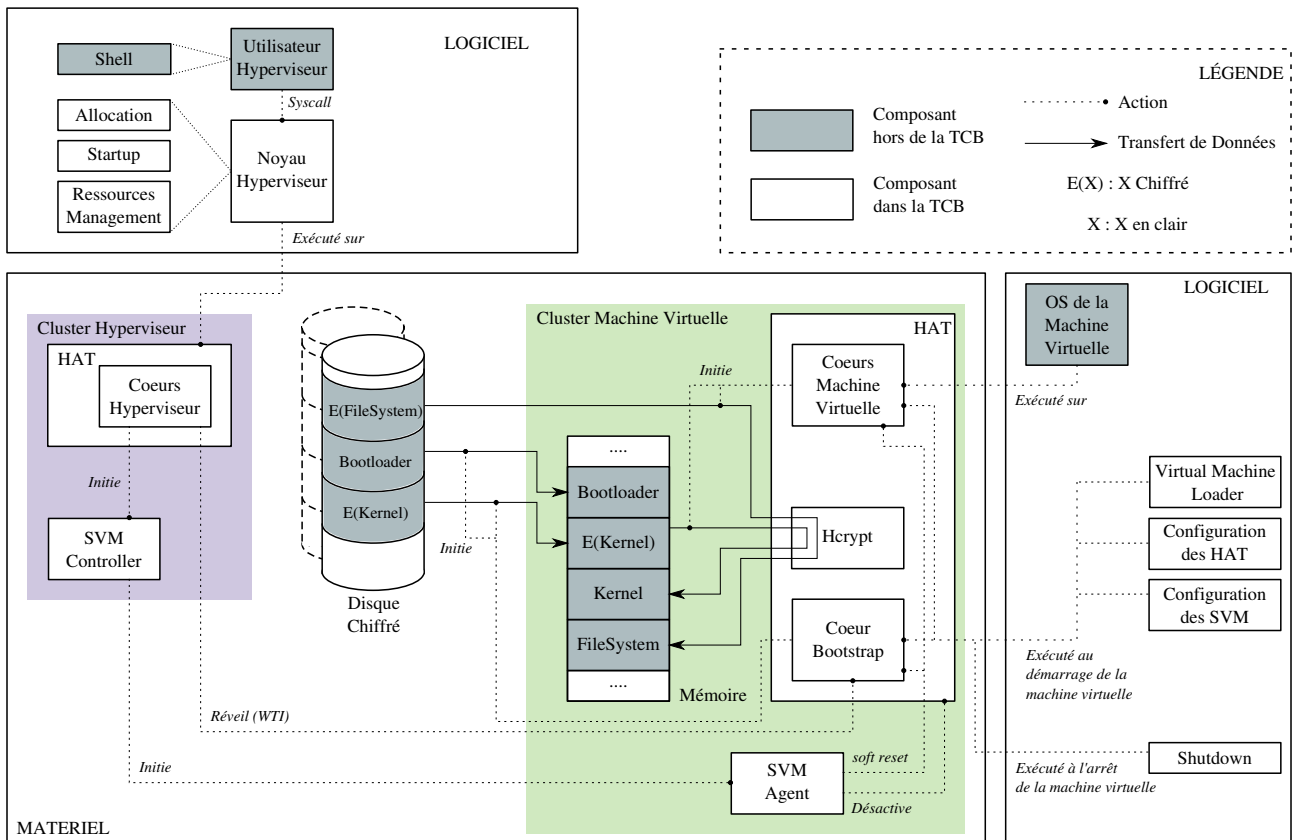 LOGICIEL
Shell
Utilisateur
Hyperviseur
Syscall
Allocation
Startup
Ressources
Management
Noyau
Hyperviseur
Exécuté sur
LÉGENDE
Composant
hors de la TCB
Action
Transfert de Données
Composant
dans la TCB
E(X) : X Chiffré
X : X en clair
Cluster Hyperviseur
HAT
Coeurs
Hyperviseur
Initie
SVM
Controller
E(FileSystem)
Bootloader
E(Kernel)
Disque
Chiffré
Initie
Cluster Machine Virtuelle
Initie
....
Bootloader
E(Kernel)
Kernel
FileSystem
....
Mémoire
HAT
Coeurs
Machine
Virtuelle
Hcrypt
Coeur
Bootstrap
Réveil (WTI)
Initie
SVM
Agent
soft reset
Désactive
MATERIEL
LOGICIEL
OS de la
Machine
Virtuelle
Exécuté sur
Virtual Machine
Loader
Configuration
des HAT
Configuration
des SVM
Exécuté au
démarrage de la
machine virtuelle
Shutdown
Exécuté à l'arrêt
de la machine virtuelle